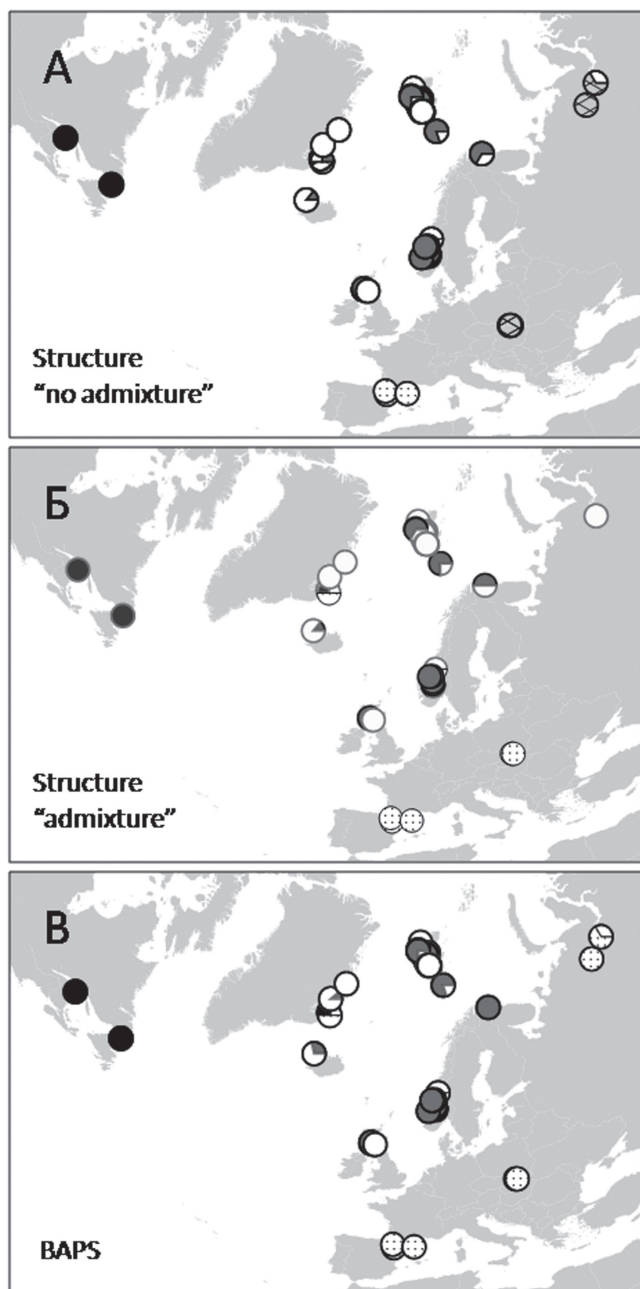 А
Structure
“no admixture”
Б
Structure
“admixture”
В
BAPS